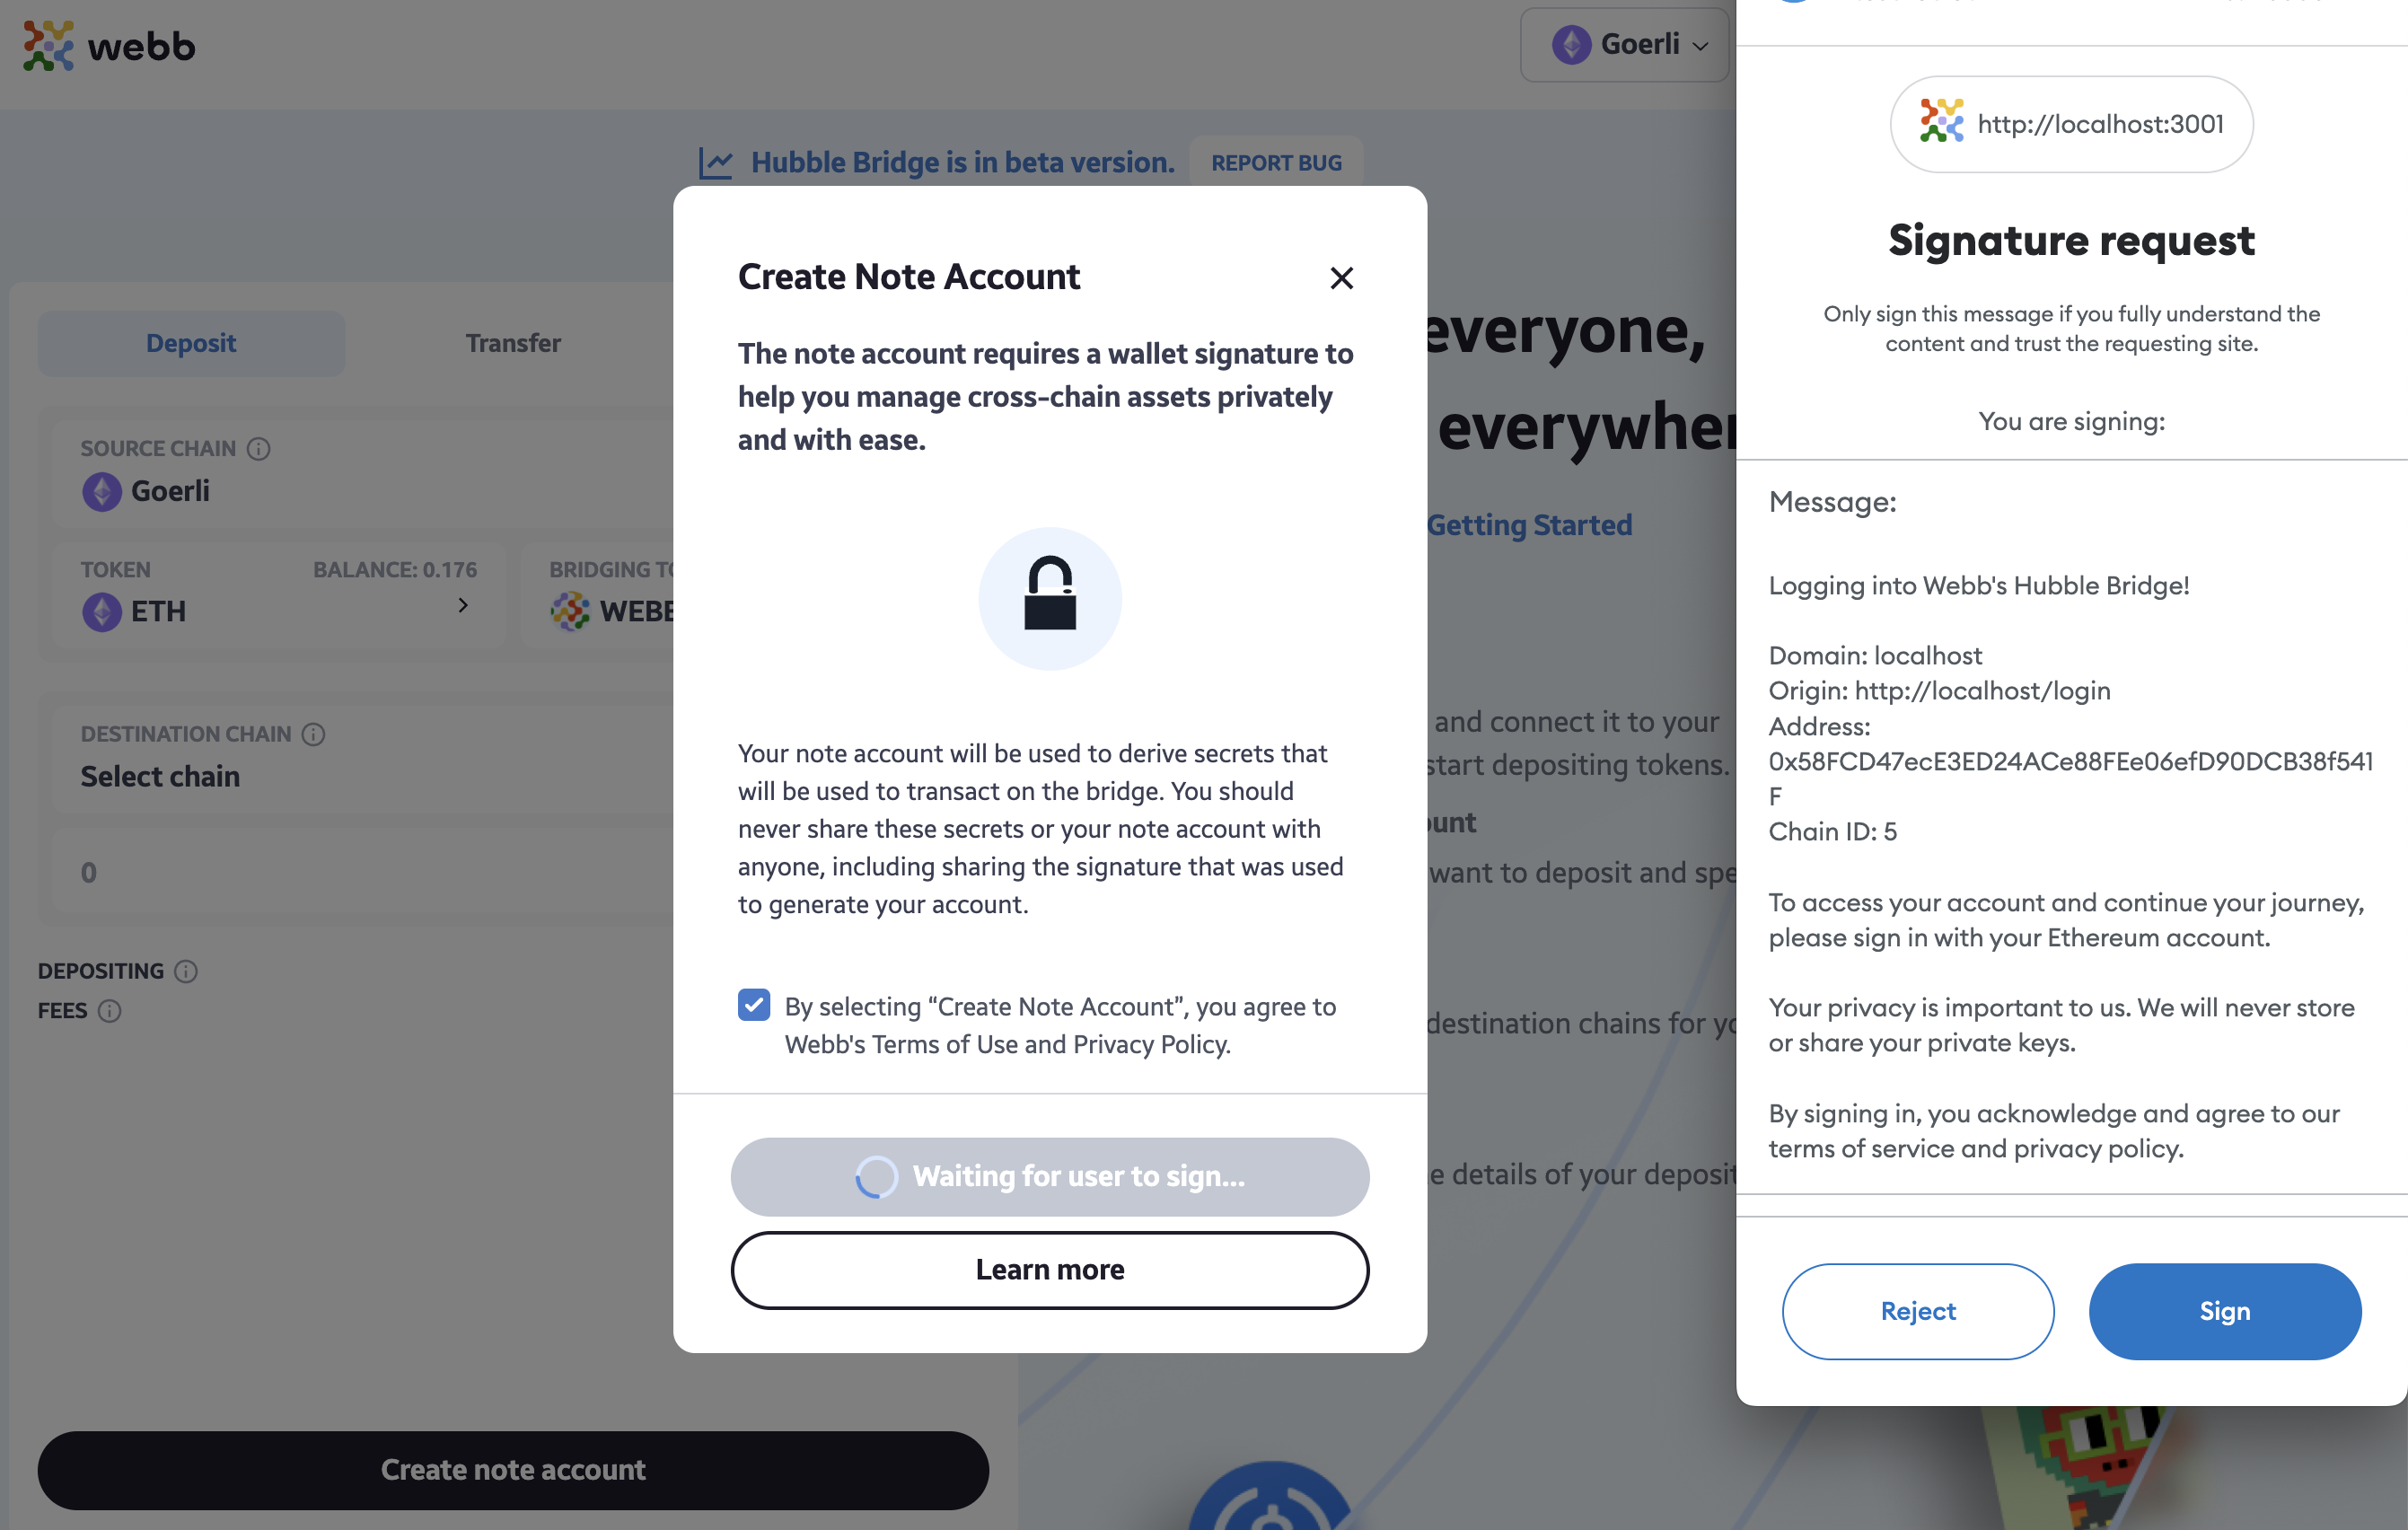 webb
Goerli
Hubble Bridge is in beta version.
REPORT BUG
Deposit
Transfer
SOURCE CHAIN
Goerli
TOKEN
BALANCE: 0.176
ETH
BRIDGING
DESTINATION CHAIN
Select chain
0
DEPOSITING
FEES
Create note account
everyone,
Getting Started
and connect it to your
start depositing tokens.
want to deposit and
destination chains for
details of your
Create Note Account
The note account requires a wallet signature to
help you manage cross-chain assets privately
and with ease.
Your note account will be used to derive secrets that
will be used to transact on the bridge. You should
never share these secrets or your note account with
anyone, including sharing the signature that was used
to generate your account.
By selecting “Create Note Account”, you agree to
Webb's Terms of Use and Privacy Policy.
Waiting for user to sign...
Learn more
http://localhost:3001
Signature request
Only sign this message if you fully understand the
content and trust the requesting site.
You are signing:
Message:
Logging into Webb's Hubble Bridge!
Domain: localhost
Origin: http://localhost/login
Address:
0x58FCD47ecE3ED24ACe88FEe06efD90DCB38f541
F
Chain ID: 5
To access your account and continue your journey,
please sign in with your Ethereum account.
Your privacy is important to us. We will never store
or share your private keys.
By signing in, you acknowledge and agree to our
terms of service and privacy policy.
Reject
Sign